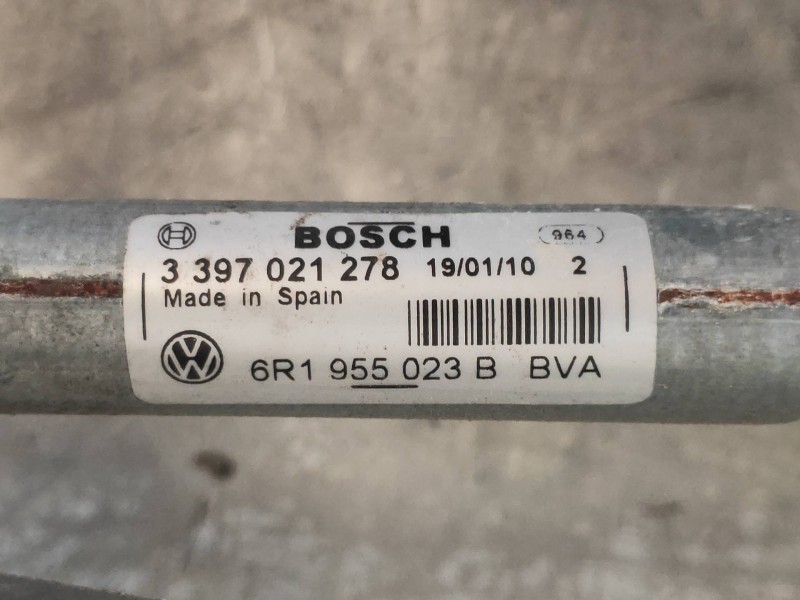 BOSCH 964
3 397 021 278 19/01/10 2
Made in Spain
6R1 955 023 B BVA